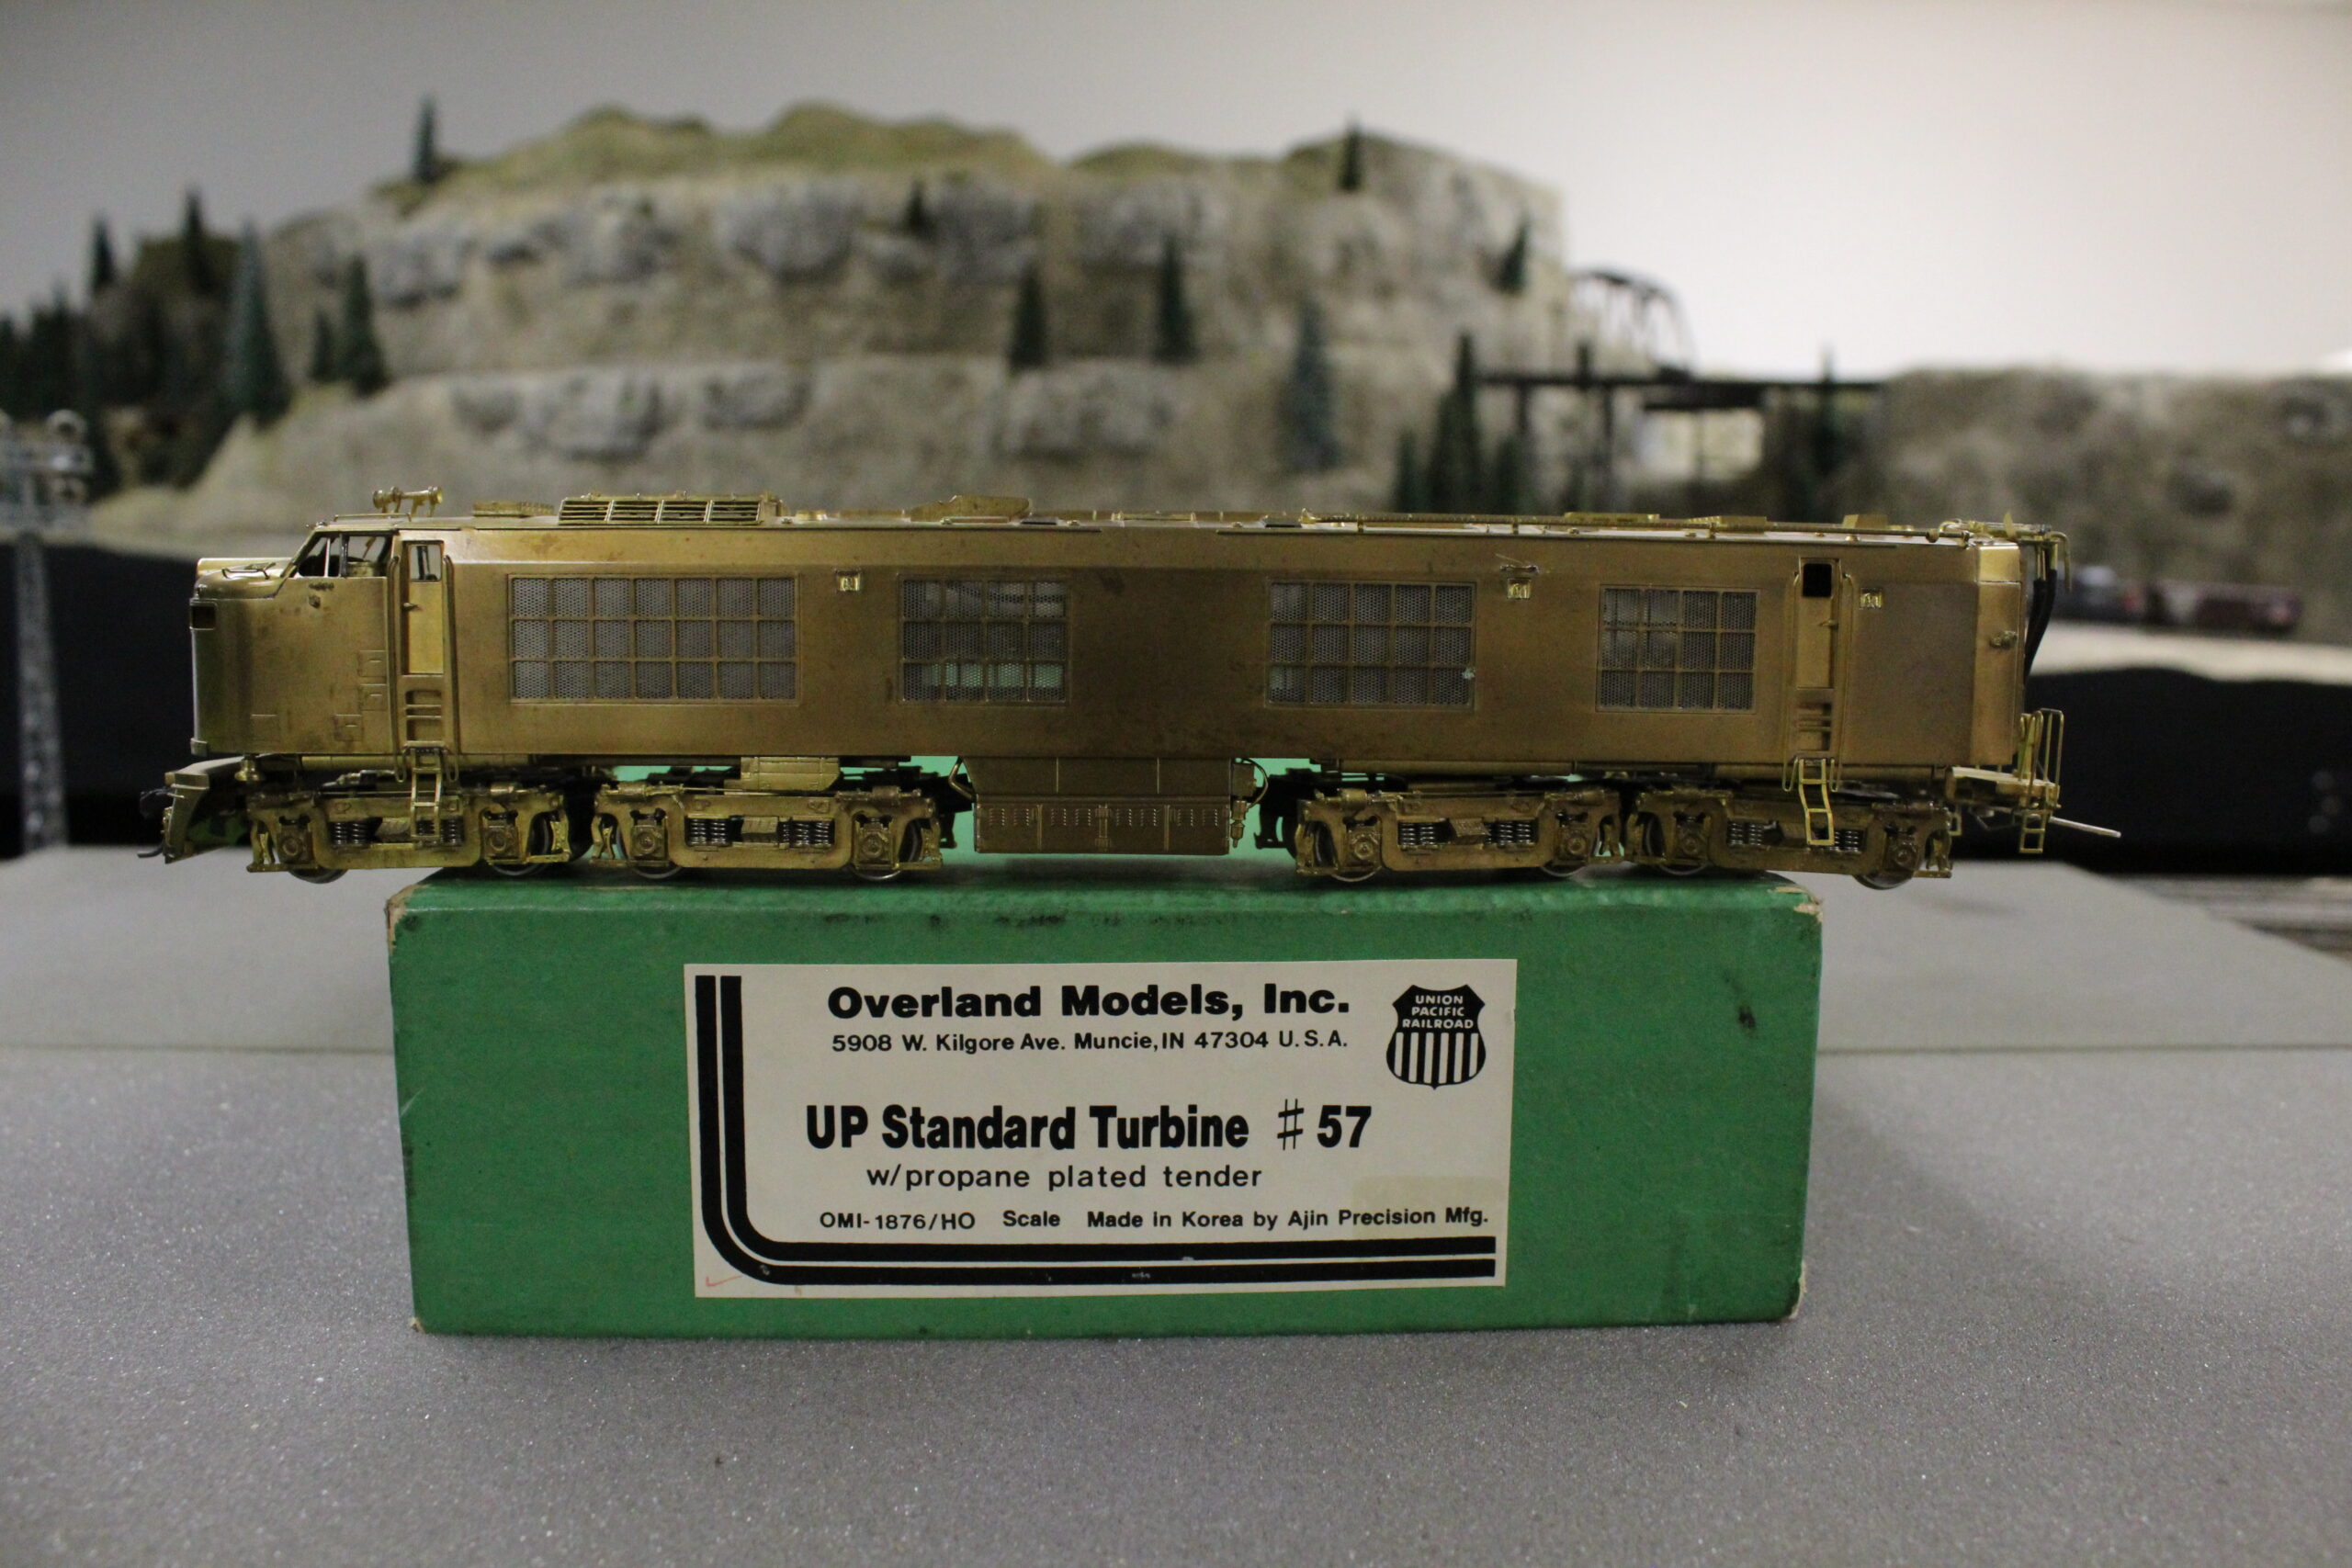 Overland Models, Inc.
5908 W. Kilgore Ave. Muncie, IN 47304 U.S.A.
UNION
PACIFIC
RAILROAD
UP Standard Turbine #57
w/propane plated tender
OMI-1876/HO Scale Made in Korea by Ajin Precision Mfg.